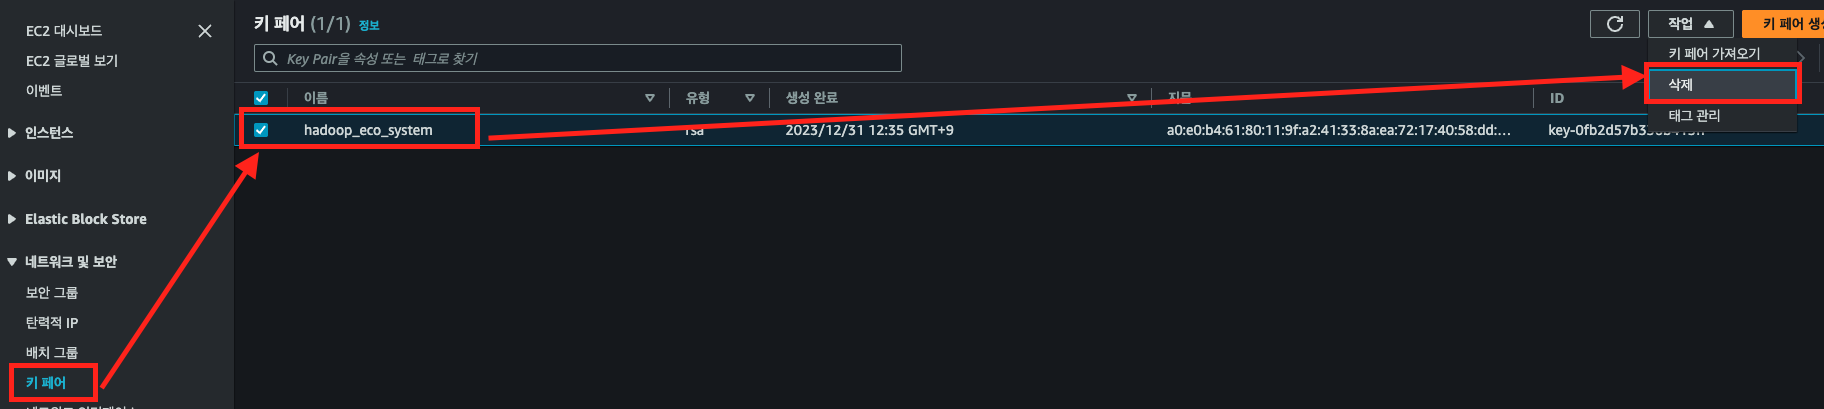 EC2 대시보드
EC2 글로벌 보기
이벤트
인스턴스
이미지
Elastic Block Store
네트워크 및 보안
보안 그룹
탄력적 IP
배치 그룹
키 페어
키 페어 (1/1) 정보
작업
키 페어 생성
Key Pair을 속성 또는 태그로 찾기
키 페어 가져오기
삭제
태그 관리
이름 유형 생성 완료 지문 ID
hadoop_eco_system rsa 2023/12/31 12:35 GMT+9 a0:e0:b4:61:80:11:9f:a2:41:33:8a:ea:72:17:40:58:dd:...